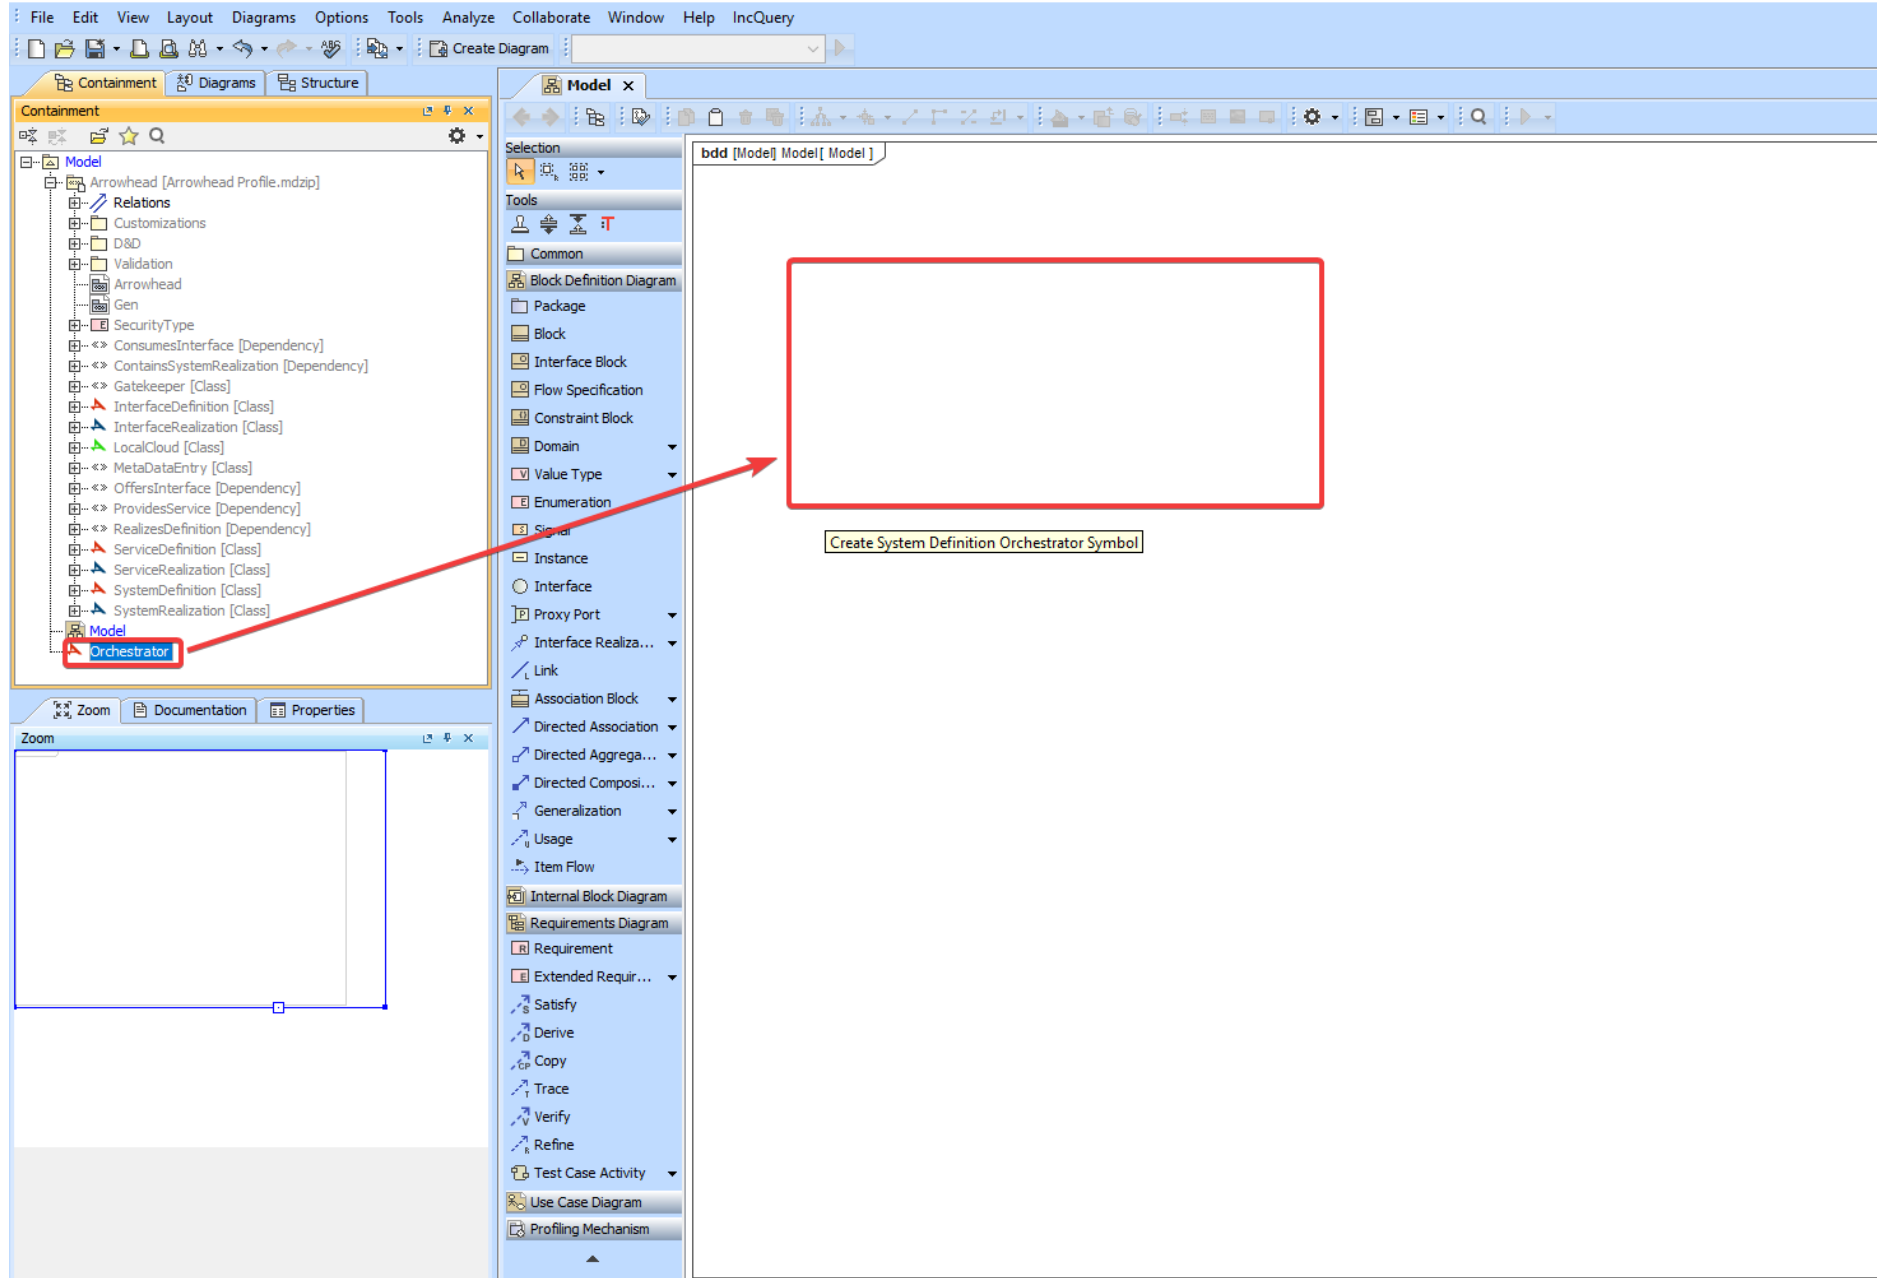 File Edit View Layout Diagrams Options Tools Analyze Collaborate Window Help IncQuery
Create Diagram
Containment Diagrams Structure
Containment
Model
Arrowhead [Arrowhead Profile.mdzip]
Relations
Customizations
D&D
Validation
Arrowhead
Gen
SecurityType
«» ConsumesInterface [Dependency]
«» ContainsSystemRealization [Dependency]
«» Gatekeeper [Class]
InterfaceDefinition [Class]
InterfaceRealization [Class]
LocalCloud [Class]
«» MetaDataEntry [Class]
«» OffersInterface [Dependency]
«» ProvidesService [Dependency]
«» RealizesDefinition [Dependency]
ServiceDefinition [Class]
ServiceRealization [Class]
SystemDefinition [Class]
SystemRealization [Class]
Model
Orchestrator
Zoom Documentation Properties
Zoom
Model
Selection
Tools
Common
Block Definition Diagram
Package
Block
Interface Block
Flow Specification
Constraint Block
Domain
Value Type
Enumeration
Signal
Instance
Interface
Proxy Port
Interface Realiza...
Link
Association Block
Directed Association
Directed Aggrega...
Directed Composi...
Generalization
Usage
Item Flow
Internal Block Diagram
Requirements Diagram
Requirement
Extended Requir...
Satisfy
Derive
Copy
Trace
Verify
Refine
Test Case Activity
Use Case Diagram
Profiling Mechanism
bdd [Model] Model[ Model ]
Create System Definition Orchestrator Symbol